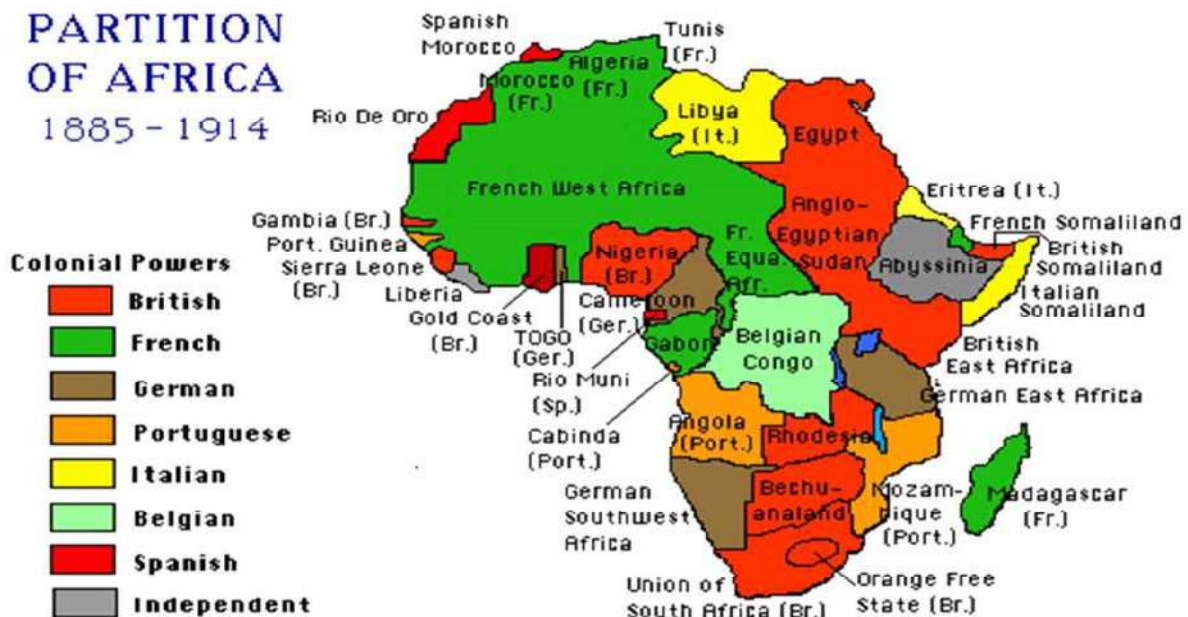 PARTITION
OF AFRICA
1885 - 1914
Spanish
Morocco
Tunis
(Fr.)
Algeria
(Fr.)
Morocco
(Fr.)
Rio De Oro
Libya
(It.)
Egypt
French West Africa
Eritrea (It.)
Gambia (Br.)
Port. Guinea
Sierra Leone
(Br.)
Liberia
Gold Coast
(Br.)
TOGO
(Ger.)
Nigeria
(Br.)
Cameroon
(Ger.)
Fr.
Equa.
Afr.
Anglo-
Egyptian
Sudan
Abyssinia
French Somaliland
British
Somaliland
Italian
Somaliland
Rio Muni
(Sp.)
Gabon
Belgian
Congo
British
East Africa
German East Africa
Cabinda
(Port.)
Angola
(Port.)
Rhodesia
German
Southwest
Africa
Bechu-
analand
Mozam-
bique
(Port.)
Madagascar
(Fr.)
Union of
South Africa (Br.)
Orange Free
State (Br.)
Colonial Powers
British
French
German
Portuguese
Italian
Belgian
Spanish
Independent